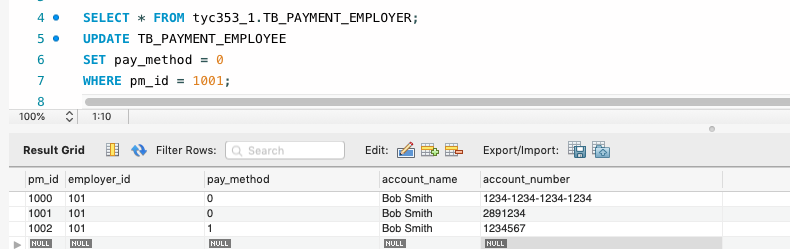 4 SELECT * FROM tyc353_1.TB_PAYMENT_EMPLOYER;
5 UPDATE TB_PAYMENT_EMPLOYEE
6 SET pay_method = 0
7 WHERE pm_id = 1001;
8
100% 1:10
Result Grid Filter Rows: Search Edit: Export/Import:
pm_id employer_id pay_method account_name account_number
1000 101 0 Bob Smith 1234-1234-1234-1234
1001 101 0 Bob Smith 2891234
1002 101 1 Bob Smith 1234567
NULL NULL NULL NULL NULL